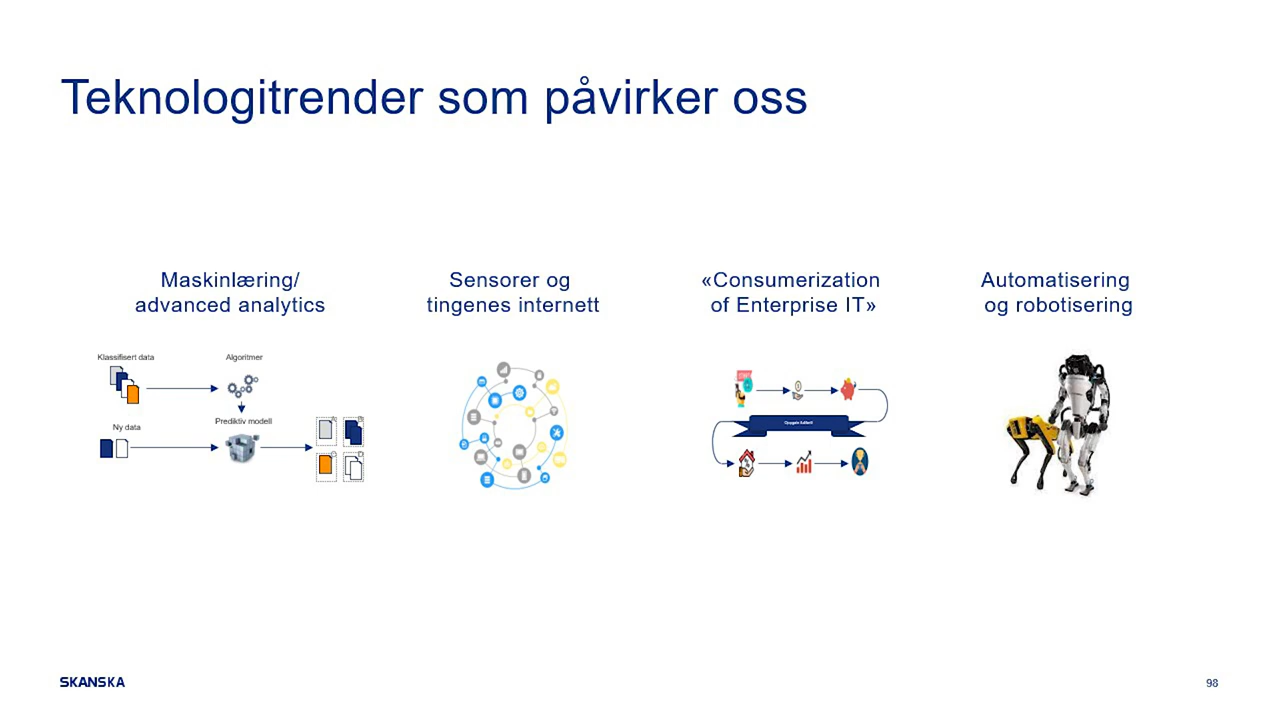 Teknologitrender som påvirker oss
Maskinlæring/
advanced analytics
Sensorer og
tingenes internett
«Consumerization
of Enterprise IT»
Automatisering
og robotisering
Klassifisert data
Algoritmer
Prediktiv modell
Ny data
SKANSKA
98